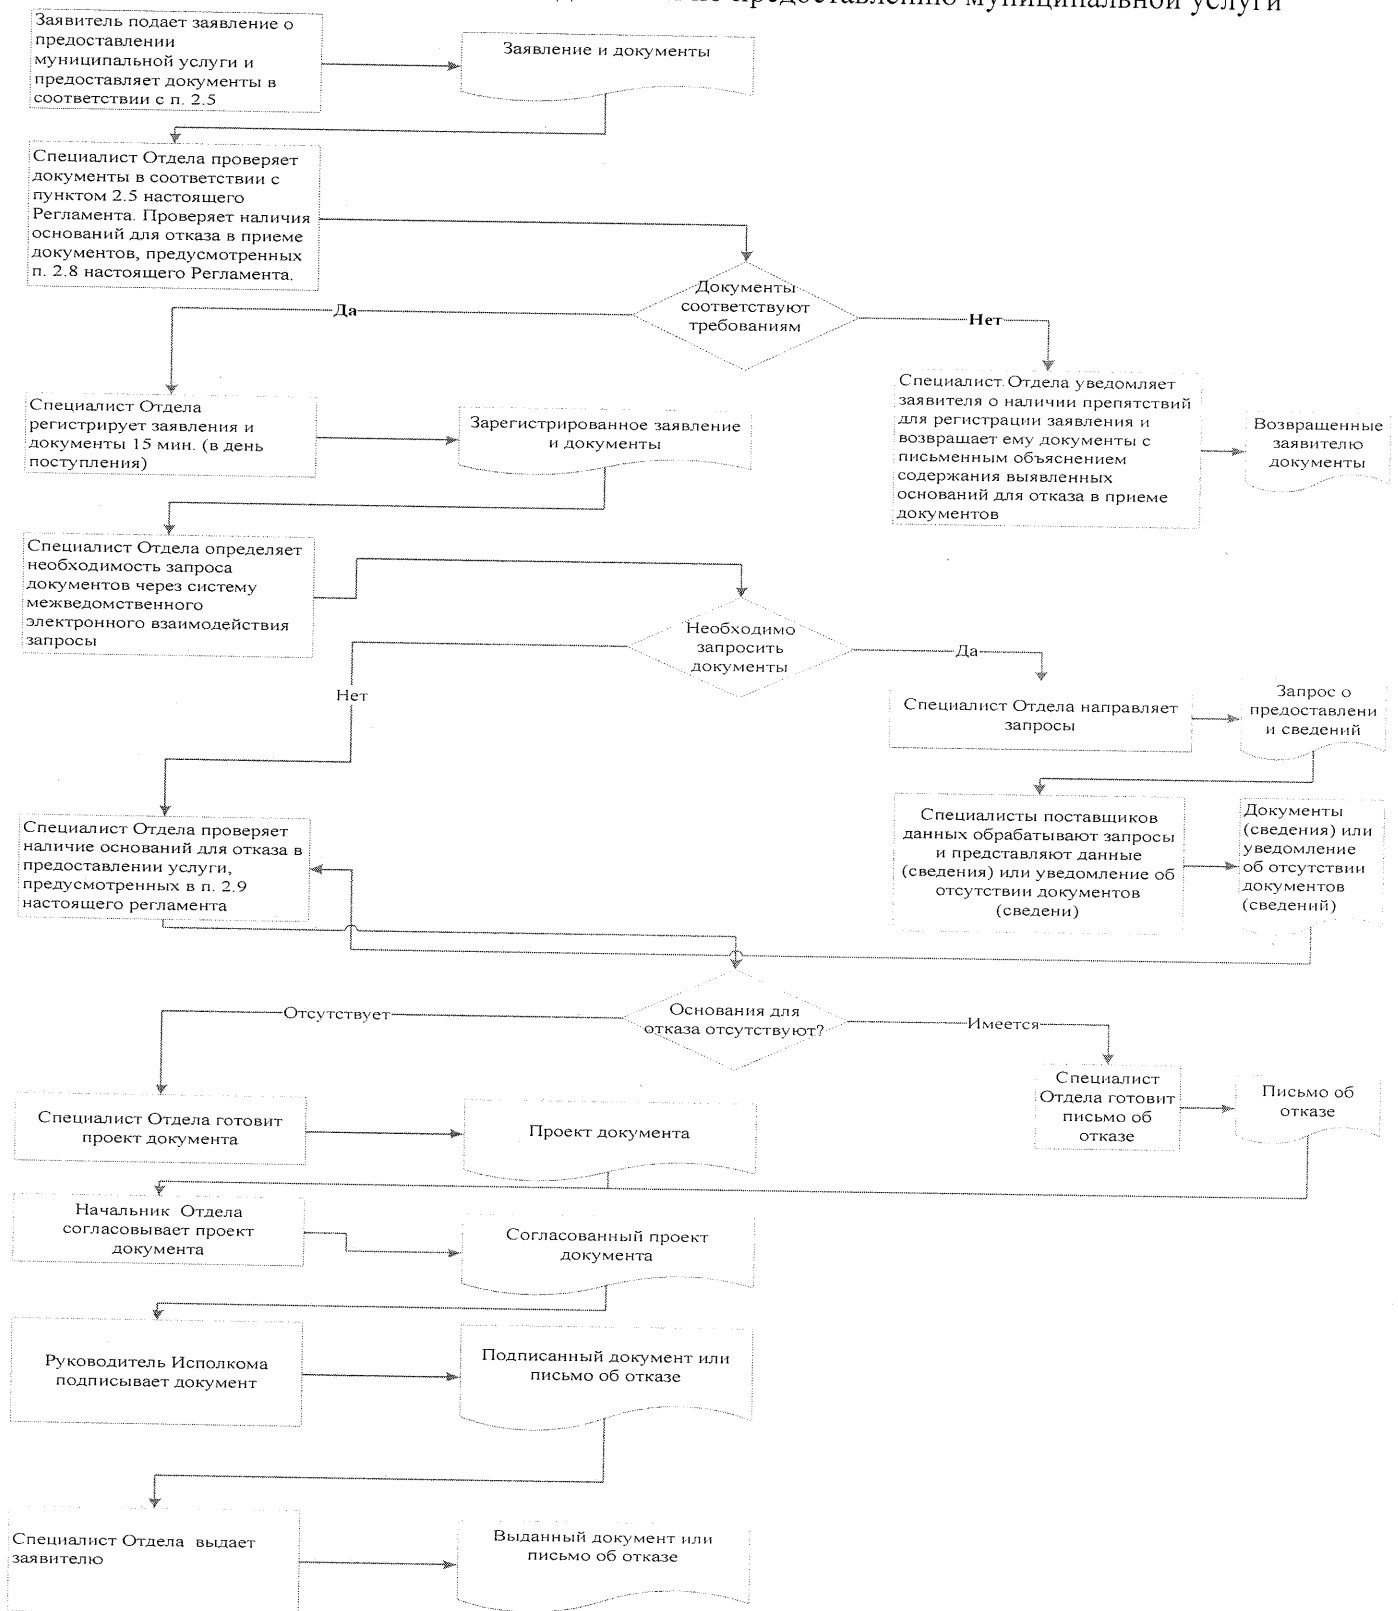 по предоставлению муниципальной услуги
Заявитель подает заявление о
предоставлении
муниципальной услуги и
предоставляет документы в
соответствии с п. 2.5
Заявление и документы
Специалист Отдела проверяет
документы в соответствии с
пунктом 2.5 настоящего
Регламента. Проверяет наличия
оснований для отказа в приеме
документов, предусмотренных
п. 2.8 настоящего Регламента.
Документы
соответствуют
требованиям
Да
Нет
Специалист Отдела
регистрирует заявления и
документы 15 мин. (в день
поступления)
Зарегистрированное заявление
и документы
Специалист Отдела уведомляет
заявителя о наличии препятствий
для регистрации заявления и
возвращает ему документы с
письменным объяснением
содержания выявленных
оснований для отказа в приеме
документов
Возвращенные
заявителю
документы
Специалист Отдела определяет
необходимость запроса
документов через систему
межведомственного
электронного взаимодействия
запросы
Необходимо
запросить
документы
Нет
Да
Специалист Отдела направляет
запросы
Запрос о
предоставлени
и сведений
Специалист Отдела проверяет
наличие оснований для отказа в
предоставлении услуги,
предусмотренных в п. 2.9
настоящего регламента
Специалисты поставщиков
данных обрабатывают запросы
и представляют данные
(сведения) или уведомление об
отсутствии документов
(сведени)
Документы
(сведения) или
уведомление
об отсутствии
документов
(сведений)
Основания для
отказа отсутствуют?
Отсутствует
Имеется
Специалист Отдела готовит
проект документа
Проект документа
Специалист
Отдела готовит
письмо об
отказе
Письмо об
отказе
Начальник Отдела
согласовывает проект
документа
Согласованный проект
документа
Руководитель Исполкома
подписывает документ
Подписанный документ или
письмо об отказе
Специалист Отдела выдает
заявителю
Выданный документ или
письмо об отказе